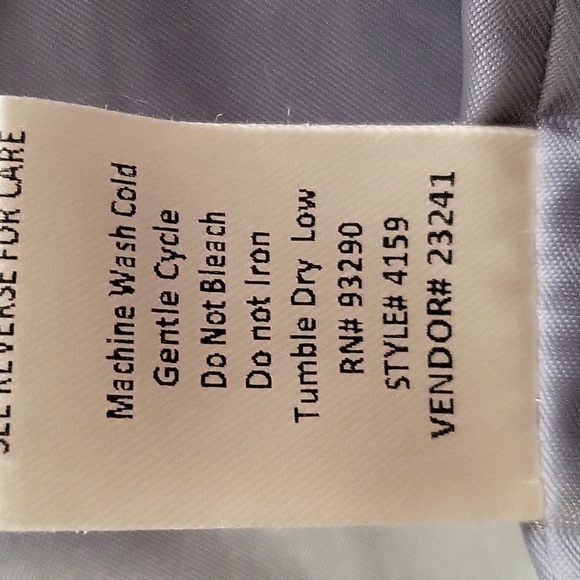 SEE REVERSE FOR CARE
Machine Wash Cold
Gentle Cycle
Do Not Bleach
Do not Iron
Tumble Dry Low
RN# 93290
STYLE# 4159
VENDOR# 23241